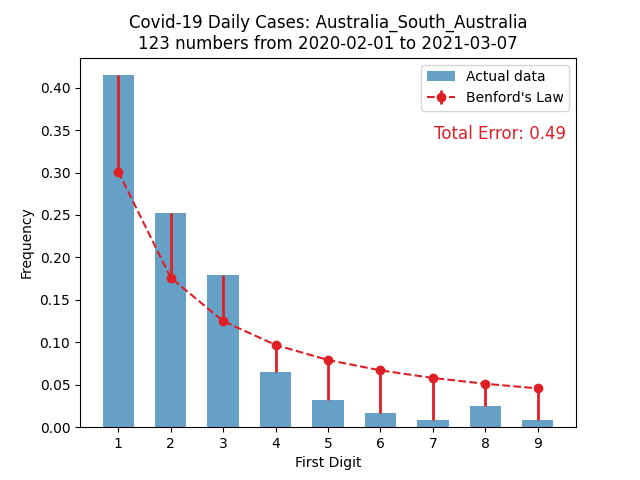 Covid-19 Daily Cases: Australia_South_Australia
123 numbers from 2020-02-01 to 2021-03-07
Actual data
Benford's Law
Total Error: 0.49
Frequency
0.40
0.35
0.30
0.25
0.20
0.15
0.10
0.05
0.00
1 2 3 4 5 6 7 8 9
First Digit